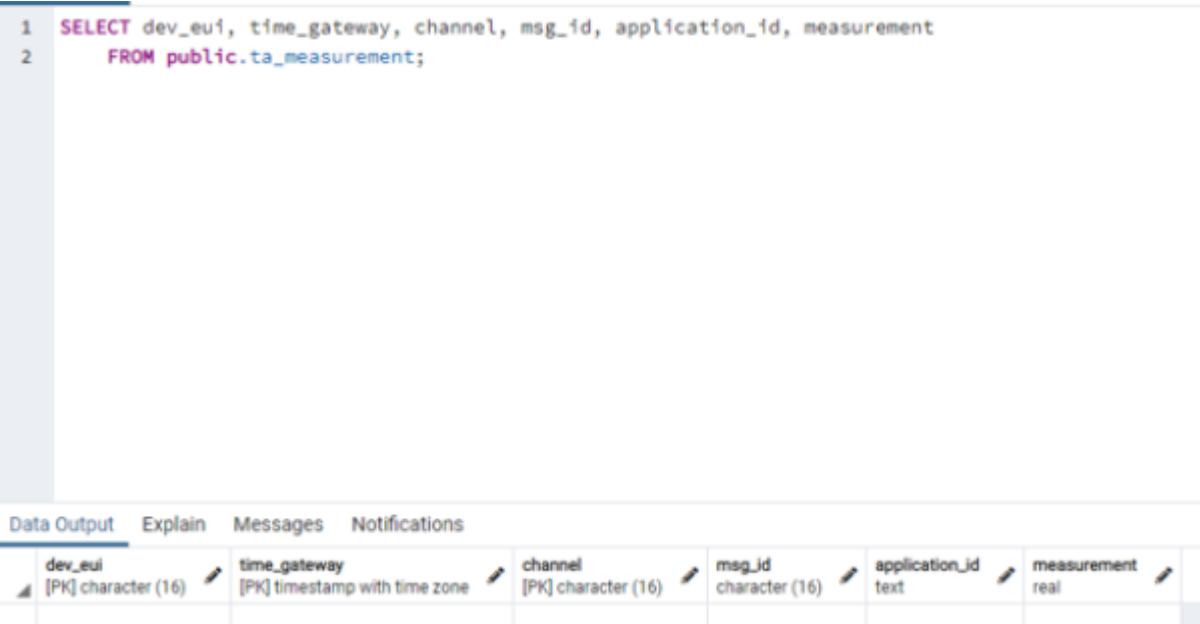 1 SELECT dev_eui, time_gateway, channel, msg_id, application_id, measurement
2 FROM public.ta_measurement;
Data Output Explain Messages Notifications
dev_eui time_gateway channel msg_id application_id measurement
[PK] character (16) [PK] timestamp with time zone [PK] character (16) character (16) text real